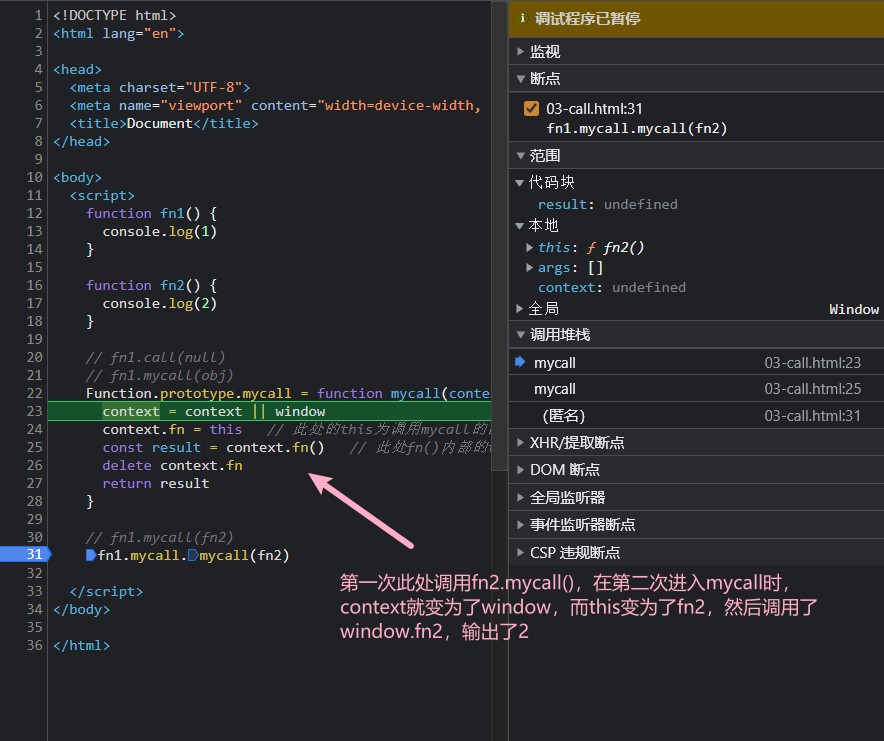 1 <!DOCTYPE html>
2 <html lang="en">
3
4 <head>
5 <meta charset="UTF-8">
6 <meta name="viewport" content="width=device-width,
7 <title>Document</title>
8 </head>
9
10 <body>
11 <script>
12 function fn1() {
13 console.log(1)
14 }
15
16 function fn2() {
17 console.log(2)
18 }
19
20 // fn1.call(null)
21 // fn1.mycall(obj)
22 Function.prototype.mycall = function mycall(conte
23 context = context || window
24 context.fn = this // 此处的this为调用mycall的
25 const result = context.fn() // 此处fn()内部的
26 delete context.fn
27 return result
28 }
29
30 // fn1.mycall(fn2)
31 fn1.mycall.mycall(fn2)
32
33 </script>
34 </body>
35
36 </html>
第一次此处调用fn2.mycall()，在第二次进入mycall时，
context就变为了window，而this变为了fn2，然后调用了
window.fn2，输出了2
i 调试程序已暂停
监视
断点
03-call.html:31
fn1.mycall.mycall(fn2)
范围
代码块
result: undefined
本地
this: ƒ fn2()
args: []
context: undefined
全局 Window
调用堆栈
mycall 03-call.html:23
mycall 03-call.html:25
(匿名) 03-call.html:31
XHR/提取断点
DOM 断点
全局监听器
事件监听器断点
CSP 违规断点